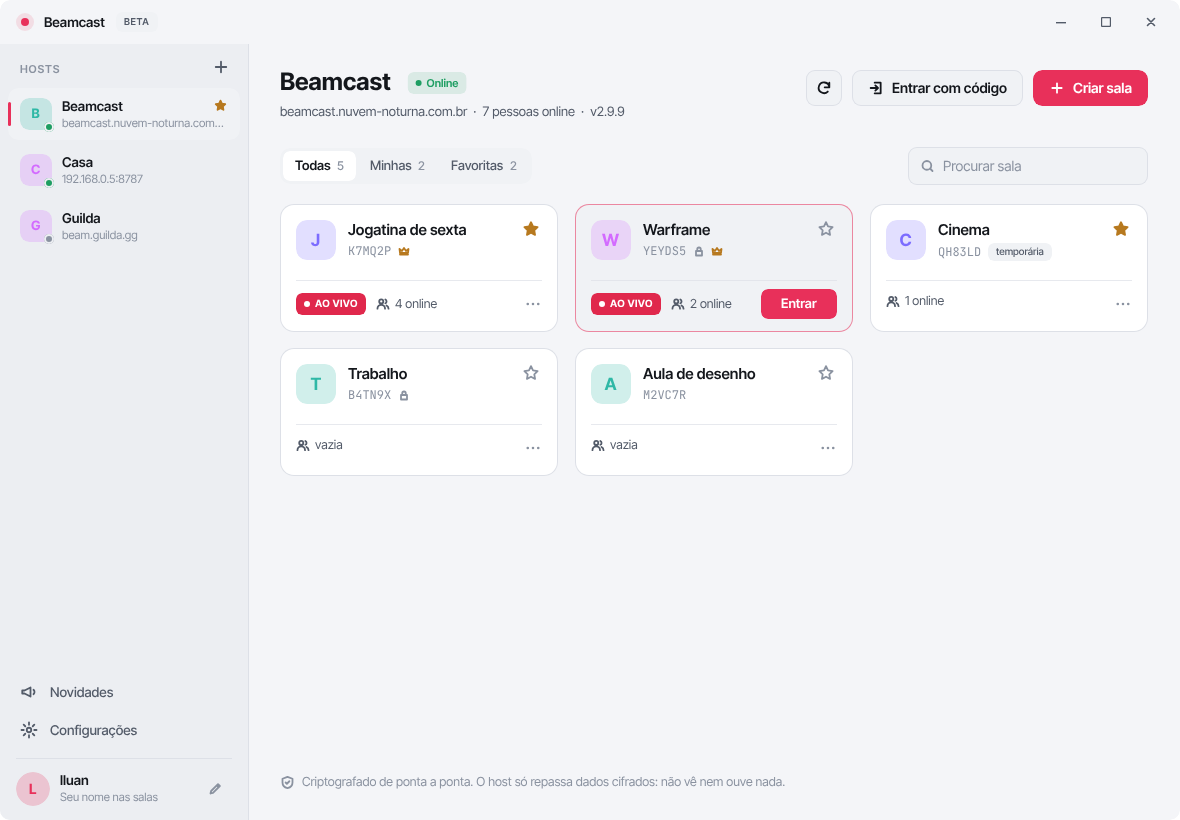 Beamcast BETA
HOSTS
B
Beamcast
beamcast.nuvem-noturna.com...
C
Casa
192.168.0.5:8787
G
Guilda
beam.guilda.gg
Novidades
Configurações
L
lluan
Seu nome nas salas
Beamcast Online
beamcast.nuvem-noturna.com.br · 7 pessoas online · v2.9.9
Entrar com código
Criar sala
Todas 5 Minhas 2 Favoritas 2
Procurar sala
J
Jogatina de sexta
K7MQ2P
AO VIVO 4 online
W
Warframe
YEYDS5
AO VIVO 2 online Entrar
C
Cinema
QH83LD temporária
1 online
T
Trabalho
B4TN9X
vazia
A
Aula de desenho
M2VC7R
vazia
Criptografado de ponta a ponta. O host só repassa dados cifrados: não vê nem ouve nada.